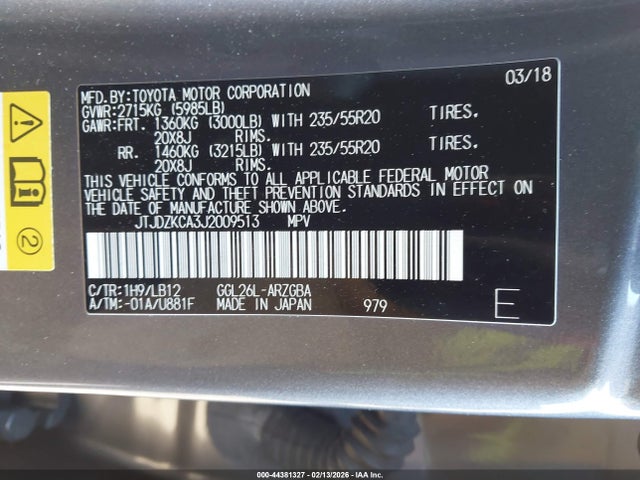 MFD.BY:TOYOTA MOTOR CORPORATION 03/18
GVWR:2715KG (5985LB)
GAWR:FRT. 1360KG (3000LB) WITH 235/55R20 TIRES.
20X8J RIMS.
RR. 1460KG (3215LB) WITH 235/55R20 TIRES.
20X8J RIMS.
THIS VEHICLE CONFORMS TO ALL APPLICABLE FEDERAL MOTOR
VEHICLE SAFETY AND THEFT PREVENTION STANDARDS IN EFFECT ON
THE DATE OF MANUFACTURE SHOWN ABOVE.
JTJDZKCA3J2009513 MPV
C/TR:1H9/LB12 GGL26L-ARZGBA
A/TM:-01A/U881F MADE IN JAPAN 979 E
2
000-44381327 - 02/13/2026 - IAAI.COM